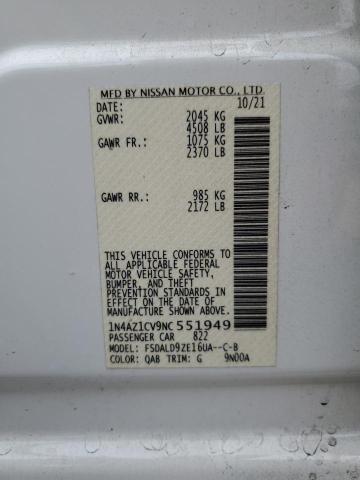 MFD BY NISSAN MOTOR CO., LTD.
DATE: 10/21
GVWR: 2045 KG
4508 LB
GAWR FR.: 1075 KG
2370 LB
GAWR RR.: 985 KG
2172 LB
THIS VEHICLE CONFORMS TO
ALL APPLICABLE FEDERAL
MOTOR VEHICLE SAFETY,
BUMPER, AND THEFT
PREVENTION STANDARDS IN
EFFECT ON THE DATE OF
MANUFACTURE SHOWN ABOVE.
1N4AZ1CV9NC551949
PASSENGER CAR 822
MODEL: FSDALD9ZE16UA--C-B
COLOR: QAB TRIM: G 9N00A